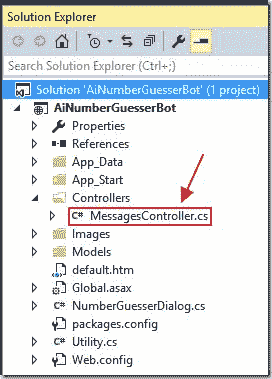 Solution Explorer
Search Solution Explorer (Ctrl+;)
Solution 'AiNumberGuesserBot' (1 project)
AiNumberGuesserBot
Properties
References
App_Data
App_Start
Controllers
C# MessagesController.cs
Images
Models
default.htm
Global.asax
C# NumberGuesserDialog.cs
packages.config
C# Utility.cs
Web.config